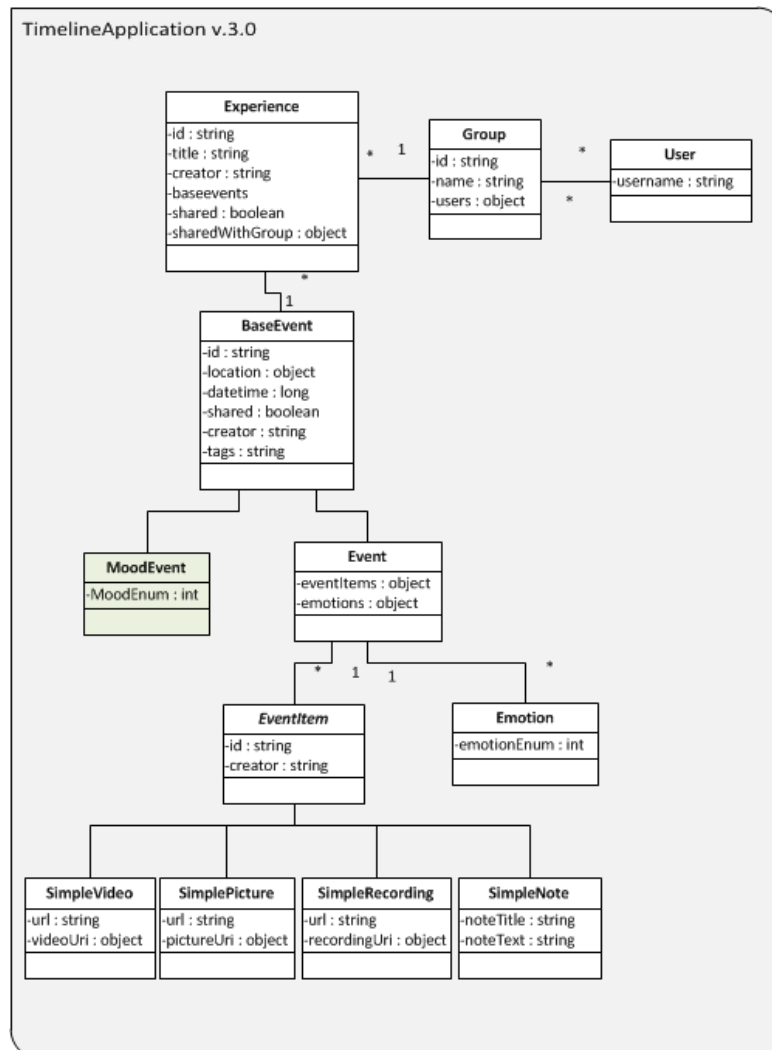 TimelineApplication v.3.0
Experience
-id : string
-title : string
-creator : string
-baseevents
-shared : boolean
-sharedWithGroup : object
* 1
Group
-id : string
-name : string
-users : object
*
*
User
-username : string
*
1
BaseEvent
-id : string
-location : object
-datetime : long
-shared : boolean
-creator : string
-tags : string
MoodEvent
-MoodEnum : int
Event
-eventItems : object
-emotions : object
* 1 1 *
EventItem
-id : string
-creator : string
Emotion
-emotionEnum : int
SimpleVideo
-url : string
-videoUri : object
SimplePicture
-url : string
-pictureUri : object
SimpleRecording
-url : string
-recordingUri : object
SimpleNote
-noteTitle : string
-noteText : string